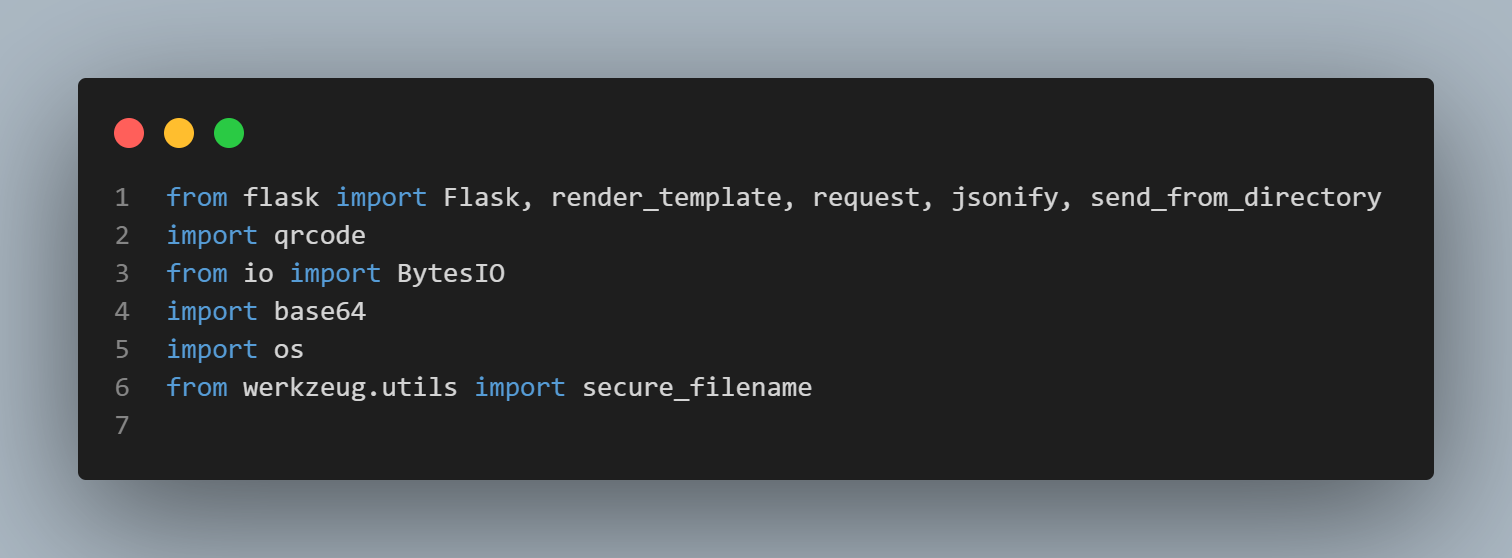 1 from flask import Flask, render_template, request, jsonify, send_from_directory
2 import qrcode
3 from io import BytesIO
4 import base64
5 import os
6 from werkzeug.utils import secure_filename
7